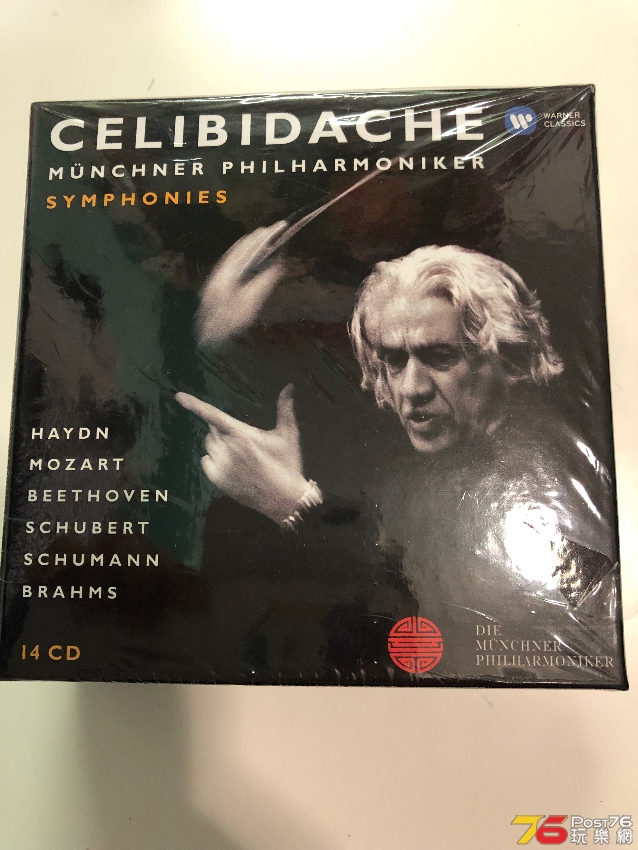 CELIBIDACHE
WARNER
CLASSICS
MÜNCHNER PHILHARMONIKER
SYMPHONIES
HAYDN
MOZART
BEETHOVEN
SCHUBERT
SCHUMANN
BRAHMS
14 CD
DIE
MÜNCHNER
PHILHARMONIKER
76 POST76
玩樂網